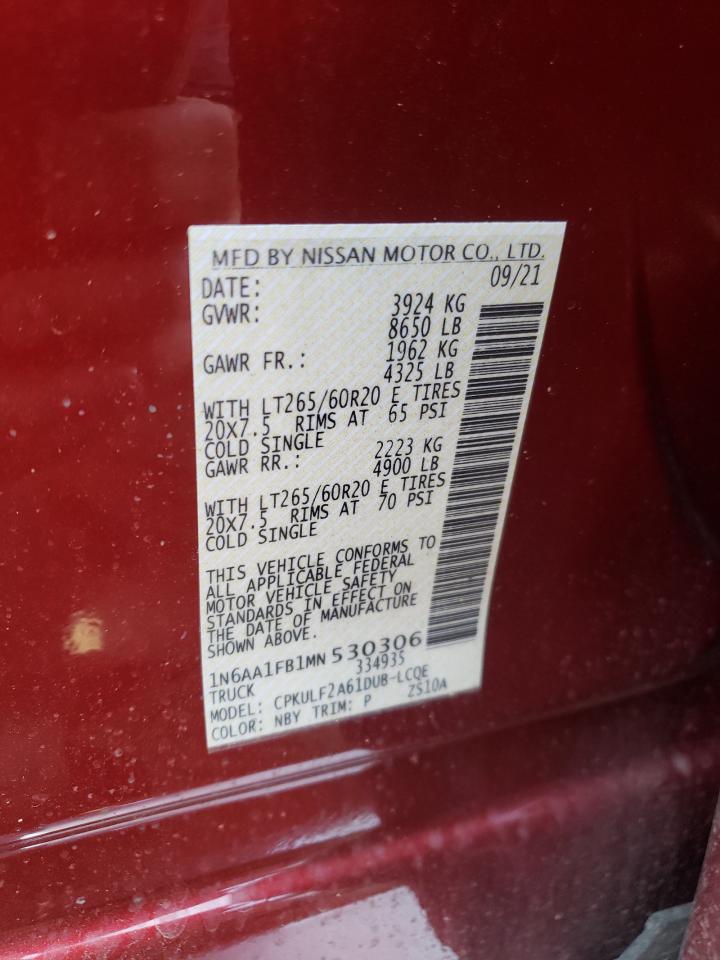 MFD BY NISSAN MOTOR CO., LTD.
DATE: 09/21
GVWR: 3924 KG
8650 LB
GAWR FR.: 1962 KG
4325 LB
WITH LT265/60R20 E TIRES
20X7.5 RIMS AT 65 PSI
COLD SINGLE
GAWR RR.: 2223 KG
4900 LB
WITH LT265/60R20 E TIRES
20X7.5 RIMS AT 70 PSI
COLD SINGLE
THIS VEHICLE CONFORMS TO
ALL APPLICABLE FEDERAL
MOTOR VEHICLE SAFETY
STANDARDS IN EFFECT ON
THE DATE OF MANUFACTURE
SHOWN ABOVE.
1N6AA1FB1MN 530306
TRUCK 334935
MODEL: CPKULF2A61DUB-LCQE
COLOR: NBY TRIM: P ZS10A